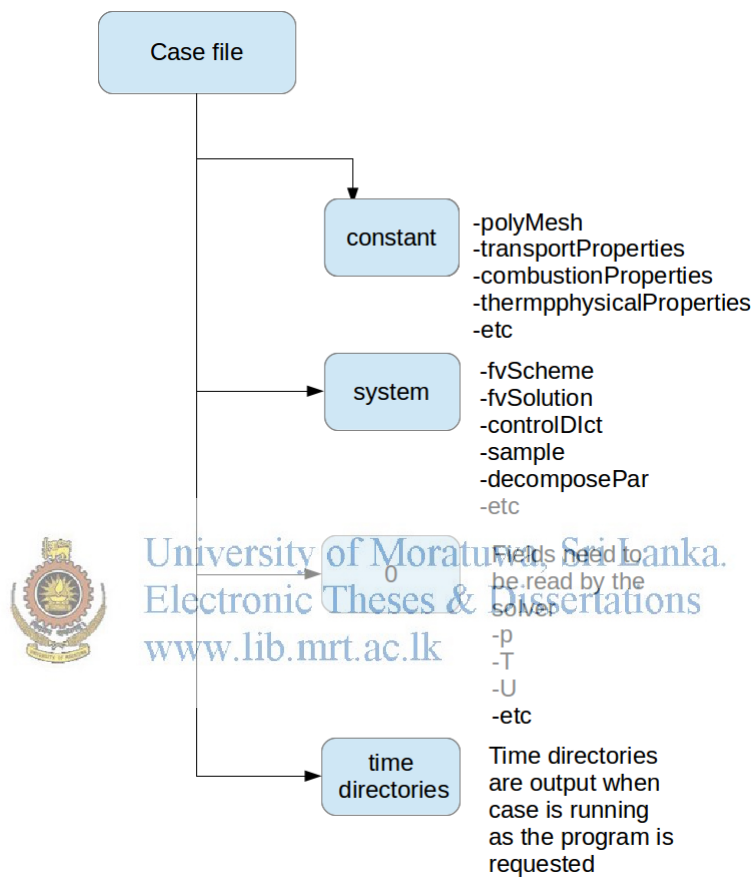 Case file
constant
-polyMesh
-transportProperties
-combustionProperties
-thermpphysicalProperties
-etc
system
-fvScheme
-fvSolution
-controlDIct
-sample
-decomposePar
-etc
University of Moratuwa, Sri Lanka.
Electronic Theses & Dissertations
www.lib.mrt.ac.lk
0
Fields need to
be read by the
solver
-p
-T
-U
-etc
time
directories
Time directories
are output when
case is running
as the program is
requested